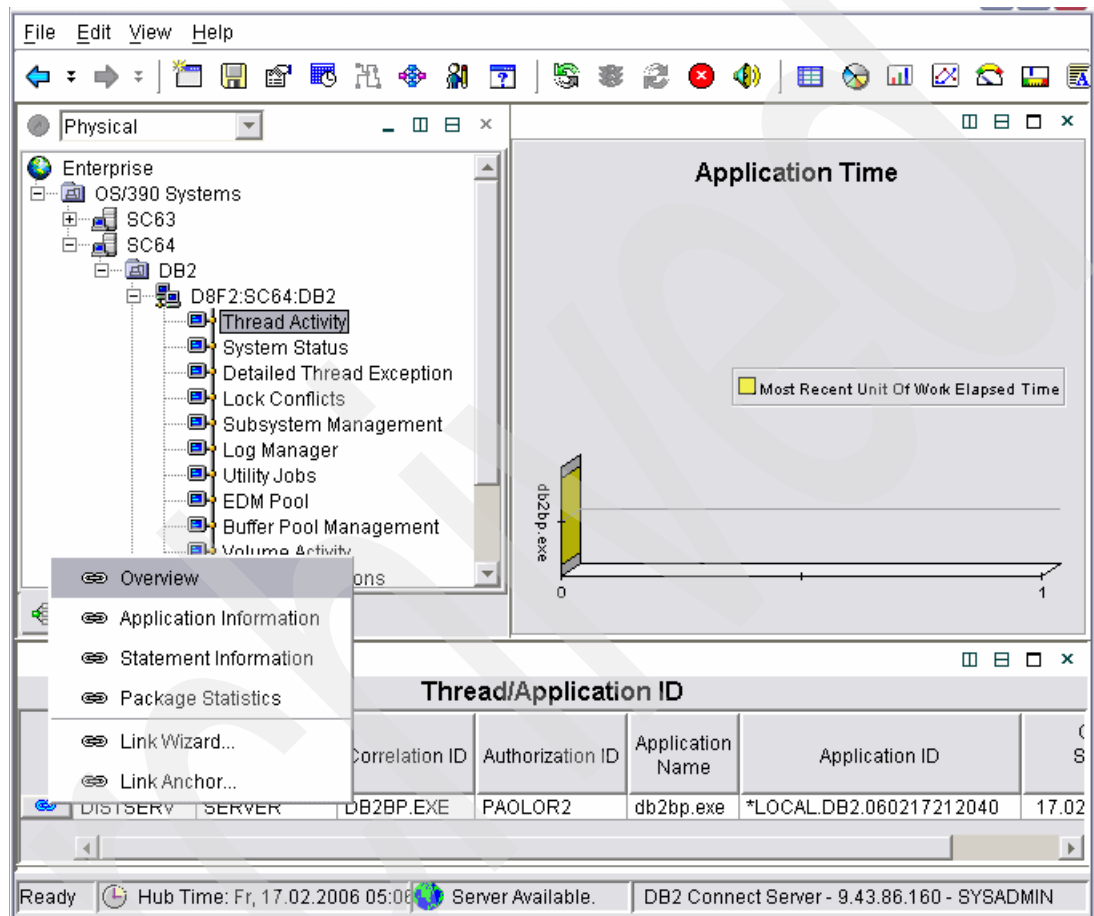 File Edit View Help
Physical
Enterprise
OS/390 Systems
SC63
SC64
DB2
D8F2:SC64:DB2
Thread Activity
System Status
Detailed Thread Exception
Lock Conflicts
Subsystem Management
Log Manager
Utility Jobs
EDM Pool
Buffer Pool Management
Volume Activity
ons
Overview
Application Information
Statement Information
Package Statistics
Link Wizard...
Link Anchor...
Application Time
Most Recent Unit Of Work Elapsed Time
db2bp.exe
0 1
Thread/Application ID
Correlation ID Authorization ID Application Name Application ID
DISTSERV SERVER DB2BP.EXE PAOLOR2 db2bp.exe *LOCAL.DB2.060217212040 17.02
Ready Hub Time: Fr, 17.02.2006 05:06 Server Available. DB2 Connect Server - 9.43.86.160 - SYSADMIN